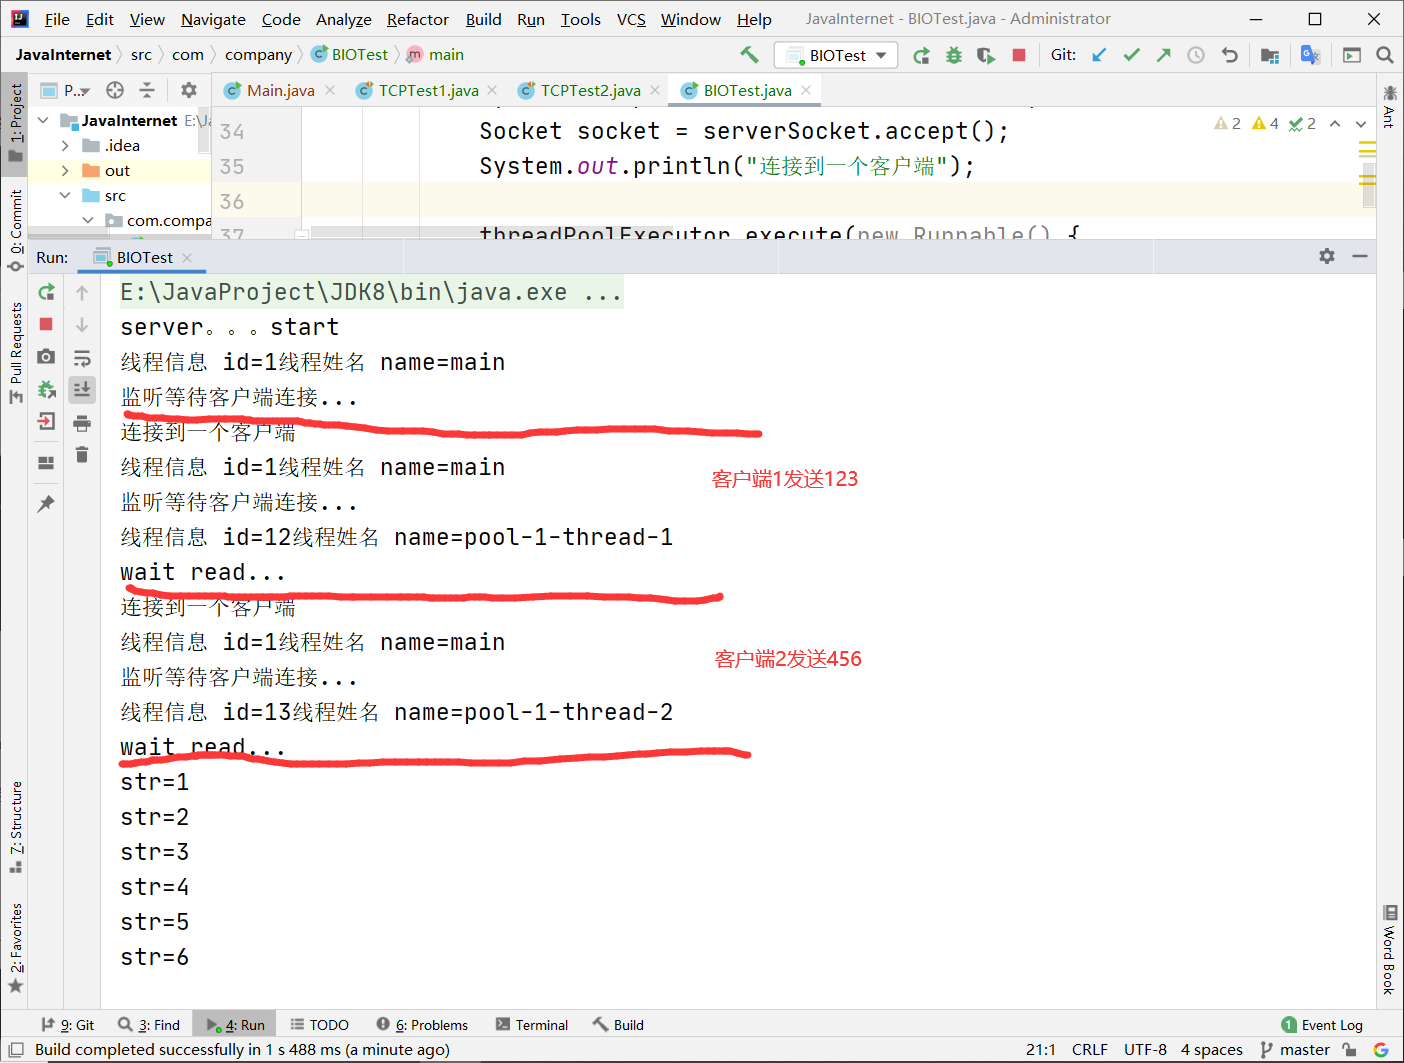 File Edit View Navigate Code Analyze Refactor Build Run Tools VCS Window Help JavaInternet - BIOTest.java - Administrator
JavaInternet src com company BIOTest main BIOTest Git:
P... Main.java TCPTest1.java TCPTest2.java BIOTest.java
1: Project
0: Commit
Pull Requests
7: Structure
2: Favorites
Ant
Word Book
JavaInternet E:\Ja
.idea
out
src
com.compa
2 4 2
34 Socket socket = serverSocket.accept();
35 System.out.println("连接到一个客户端");
36
37 threadPoolExecutor.execute(new Runnable() {
Run: BIOTest
E:\JavaProject\JDK8\bin\java.exe ...
server。。。start
线程信息 id=1线程姓名 name=main
监听等待客户端连接...
连接到一个客户端
线程信息 id=1线程姓名 name=main
客户端1发送123
监听等待客户端连接...
线程信息 id=12线程姓名 name=pool-1-thread-1
wait read...
连接到一个客户端
线程信息 id=1线程姓名 name=main
客户端2发送456
监听等待客户端连接...
线程信息 id=13线程姓名 name=pool-1-thread-2
wait read...
str=1
str=2
str=3
str=4
str=5
str=6
9: Git 3: Find 4: Run TODO 6: Problems Terminal Build 1 Event Log
Build completed successfully in 1 s 488 ms (a minute ago) 21:1 CRLF UTF-8 4 spaces master